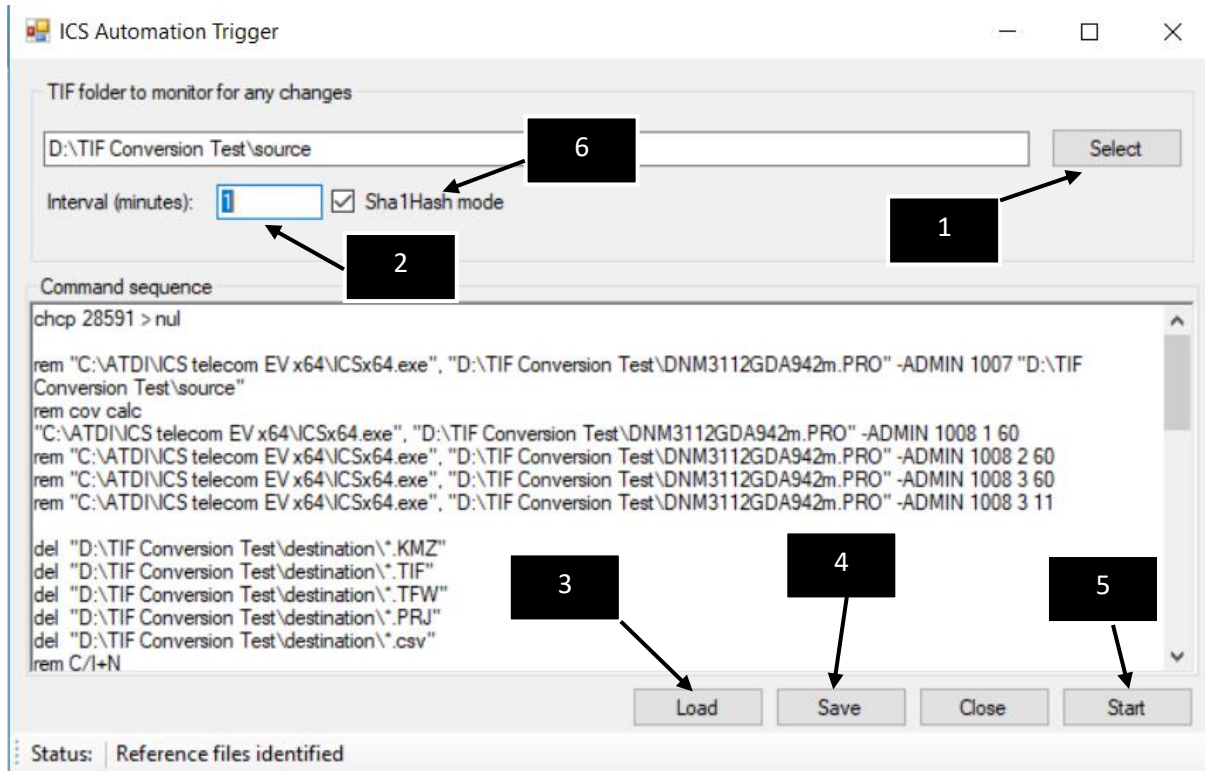 ICS Automation Trigger
TIF folder to monitor for any changes
D:\TIF Conversion Test\source
6
Select
Interval (minutes): 1 Sha1Hash mode
1
2
Command sequence
chcp 28591 > nul
rem "C:\ATDI\ICS telecom EV x64\ICSx64.exe", "D:\TIF Conversion Test\DNM3112GDA942m.PRO" -ADMIN 1007 "D:\TIF
Conversion Test\source"
rem cov calc
"C:\ATDI\ICS telecom EV x64\ICSx64.exe", "D:\TIF Conversion Test\DNM3112GDA942m.PRO" -ADMIN 1008 1 60
rem "C:\ATDI\ICS telecom EV x64\ICSx64.exe", "D:\TIF Conversion Test\DNM3112GDA942m.PRO" -ADMIN 1008 2 60
rem "C:\ATDI\ICS telecom EV x64\ICSx64.exe", "D:\TIF Conversion Test\DNM3112GDA942m.PRO" -ADMIN 1008 3 60
rem "C:\ATDI\ICS telecom EV x64\ICSx64.exe", "D:\TIF Conversion Test\DNM3112GDA942m.PRO" -ADMIN 1008 3 11
del "D:\TIF Conversion Test\destination\*.KMZ"
del "D:\TIF Conversion Test\destination\*.TIF"
del "D:\TIF Conversion Test\destination\*.TFW"
del "D:\TIF Conversion Test\destination\*.PRJ"
del "D:\TIF Conversion Test\destination\*.csv"
rem C/I+N
3
4
5
Load Save Close Start
Status: Reference files identified